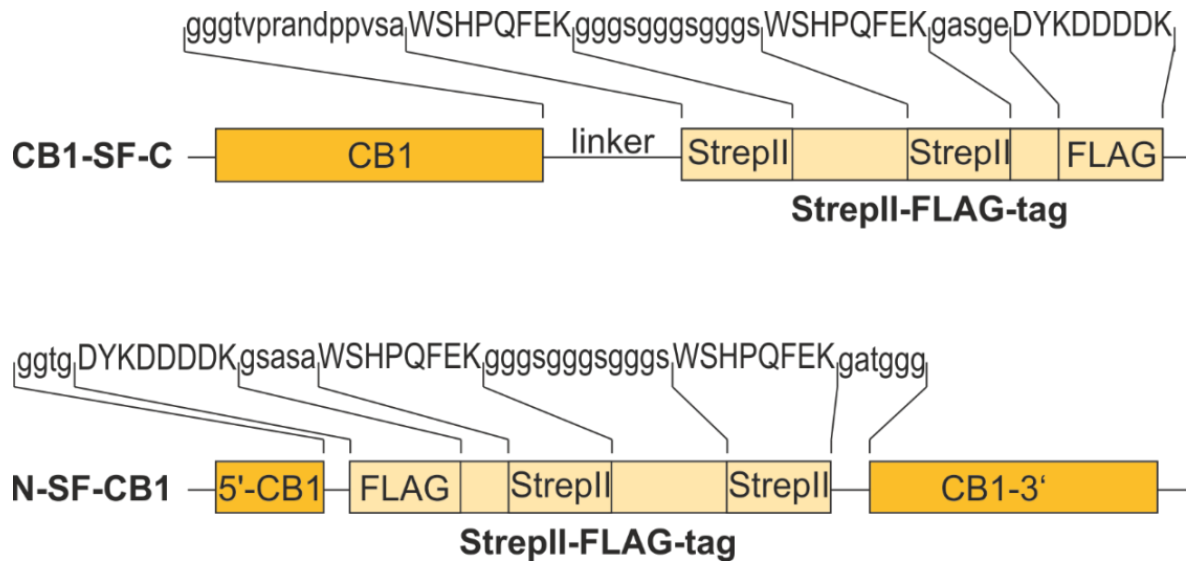 gggtvprandppvsaWSHPQFEKgggsgggsgggsWSHPQFEKgasgeDYKDDDDK
CB1-SF-C CB1 linker StrepII StrepII FLAG
StrepII-FLAG-tag
ggtgDYKDDDDKgsasaWSHPQFEKgggsgggsgggsWSHPQFEKgatggg
N-SF-CB1 5'-CB1 FLAG StrepII StrepII CB1-3‘
StrepII-FLAG-tag